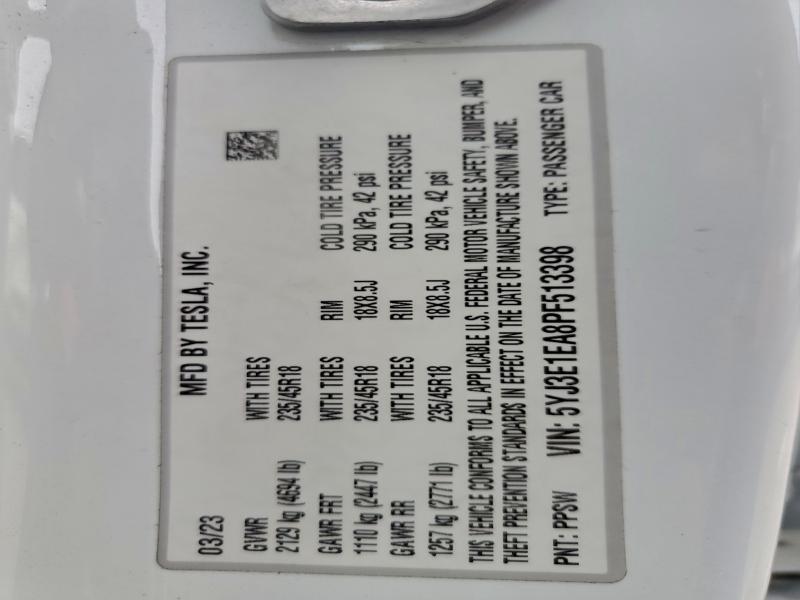 MFD BY TESLA, INC.
03/23
GVWR WITH TIRES
2129 kg (4694 lb) 235/45R18
GAWR FRT WITH TIRES RIM COLD TIRE PRESSURE
1110 kg (2447 lb) 235/45R18 18X8.5J 290 kPa, 42 psi
GAWR RR WITH TIRES RIM COLD TIRE PRESSURE
1257 kg (2771 lb) 235/45R18 18X8.5J 290 kPa, 42 psi
THIS VEHICLE CONFORMS TO ALL APPLICABLE U.S. FEDERAL MOTOR VEHICLE SAFETY, BUMPER, AND
THEFT PREVENTION STANDARDS IN EFFECT ON THE DATE OF MANUFACTURE SHOWN ABOVE.
PNT: PPSW VIN: 5YJ3E1EA8PF513398 TYPE: PASSENGER CAR